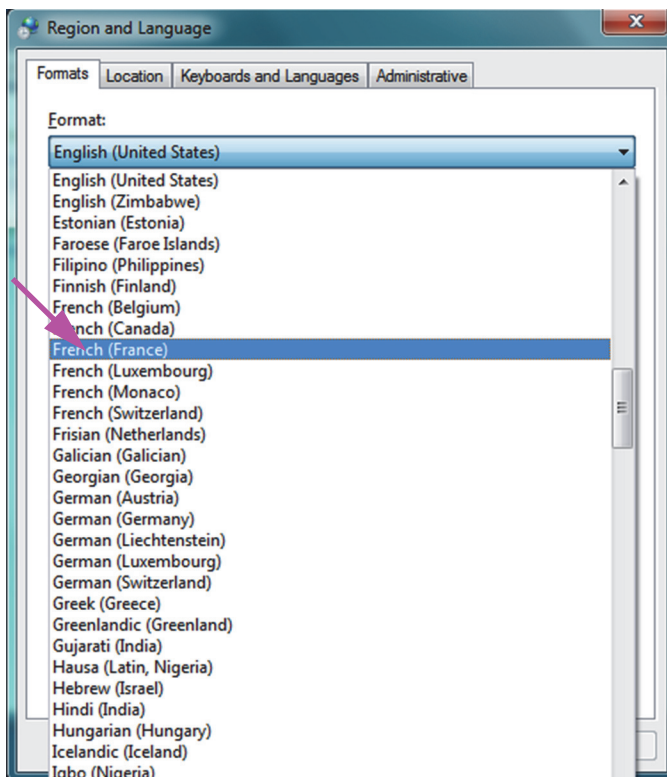 Region and Language
Formats Location Keyboards and Languages Administrative
Format:
English (United States)
English (United States)
English (Zimbabwe)
Estonian (Estonia)
Faroese (Faroe Islands)
Filipino (Philippines)
Finnish (Finland)
French (Belgium)
French (Canada)
French (France)
French (Luxembourg)
French (Monaco)
French (Switzerland)
Frisian (Netherlands)
Galician (Galician)
Georgian (Georgia)
German (Austria)
German (Germany)
German (Liechtenstein)
German (Luxembourg)
German (Switzerland)
Greek (Greece)
Greenlandic (Greenland)
Gujarati (India)
Hausa (Latin, Nigeria)
Hebrew (Israel)
Hindi (India)
Hungarian (Hungary)
Icelandic (Iceland)
Igbo (Nigeria)